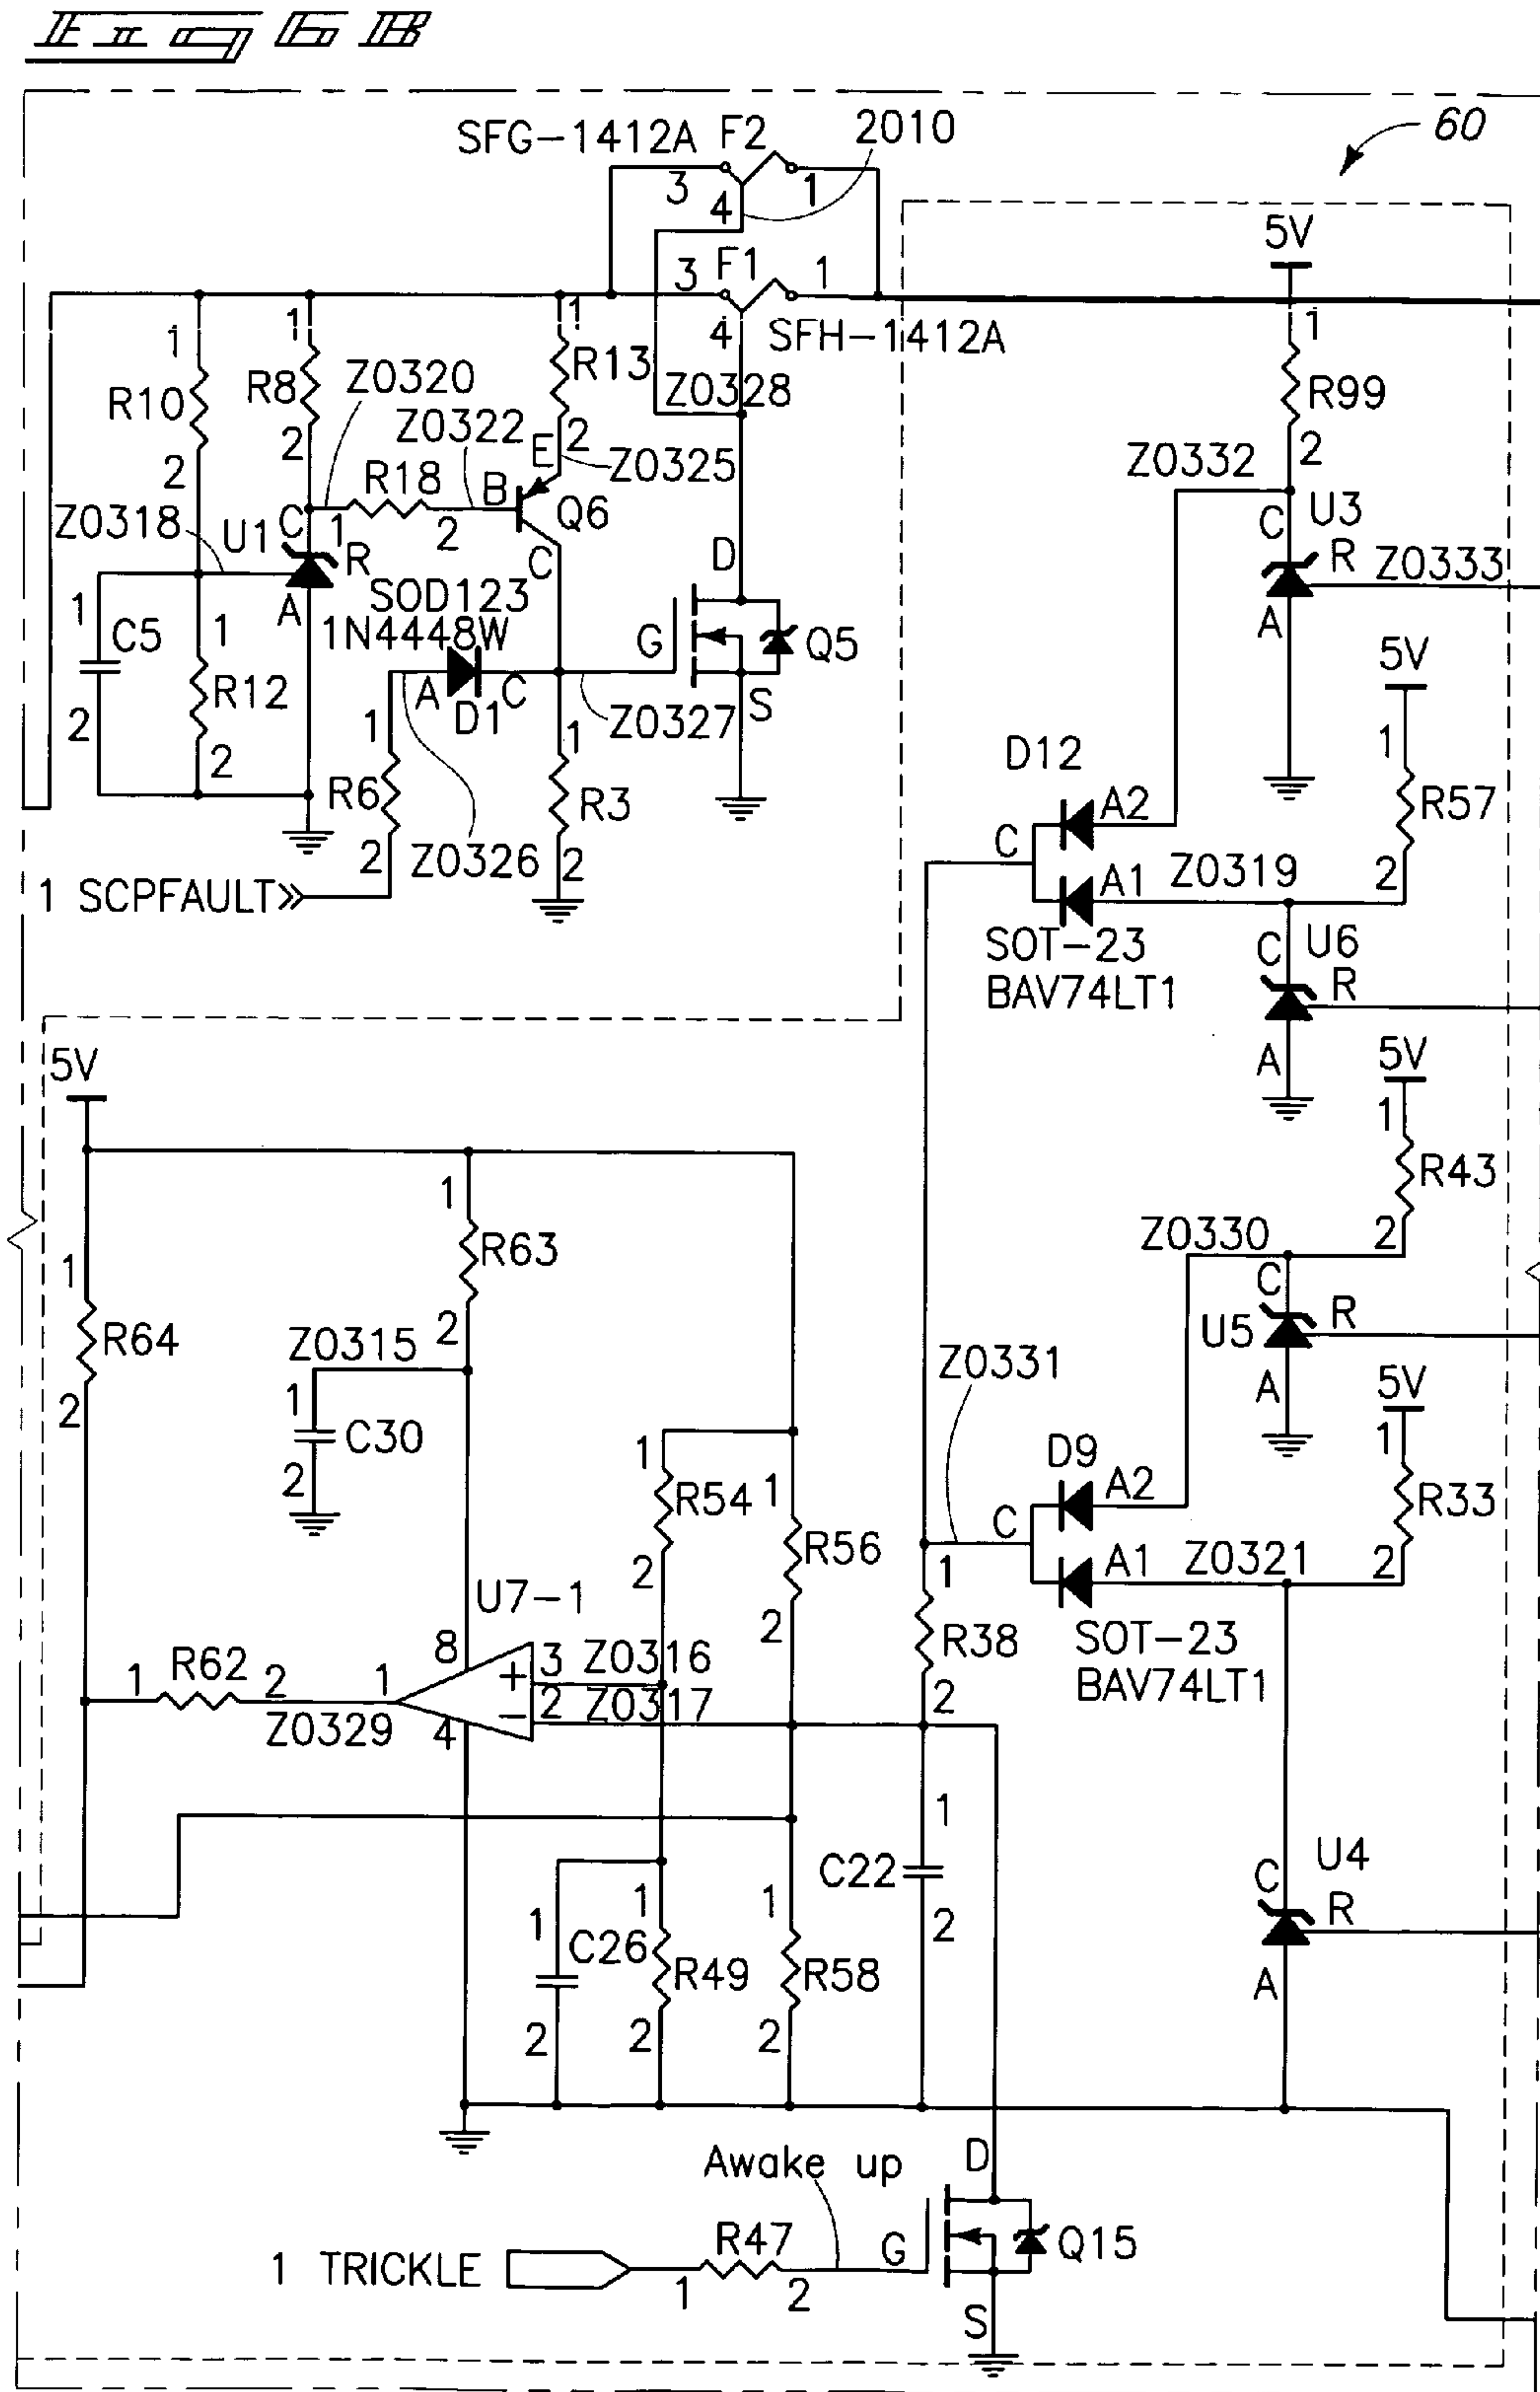 Fig 6B
SFG-1412A F2 2010 60
3 1
4
5V
3 F1 1
4 SFH-1412A
1 1 1 1
R10 R8 Z0320 R13 Z0328 R99
Z0322
2 2 E 2 Z0325 Z0332 2
R18 B Q6
Z0318 U1 C 1 2 C U3
R C D R Z0333
SOD123
1 A 1N4448W A
C5 1 G Q5 5V
R12 A D1 C S
2 1 Z0327 1
2 1 D12
R6 R3 A2 R57
2 Z0326 2 C
1 SCPFAULT A1 Z0319 2
SOT-23 C U6
BAV74LT1 R
5V A 5V
1
1 R43
R63 Z0330 2
1 C
R64 2 U5 R
Z0315 Z0331
2 1 A 5V
C30 1
2 1 D9
R54 1 A2 R33
R56 C
2 A1 Z0321 2
U7-1 1
2 R38 SOT-23
8 3 Z0316 BAV74LT1
1 R62 2 1 + 2
Z0329 4 − 2 Z0317
1
C22 U4
C
1 1 1 2 R
C26 R49 R58 A
2 2 2
Awake up D
R47 G Q15
1 TRICKLE 1 2
S